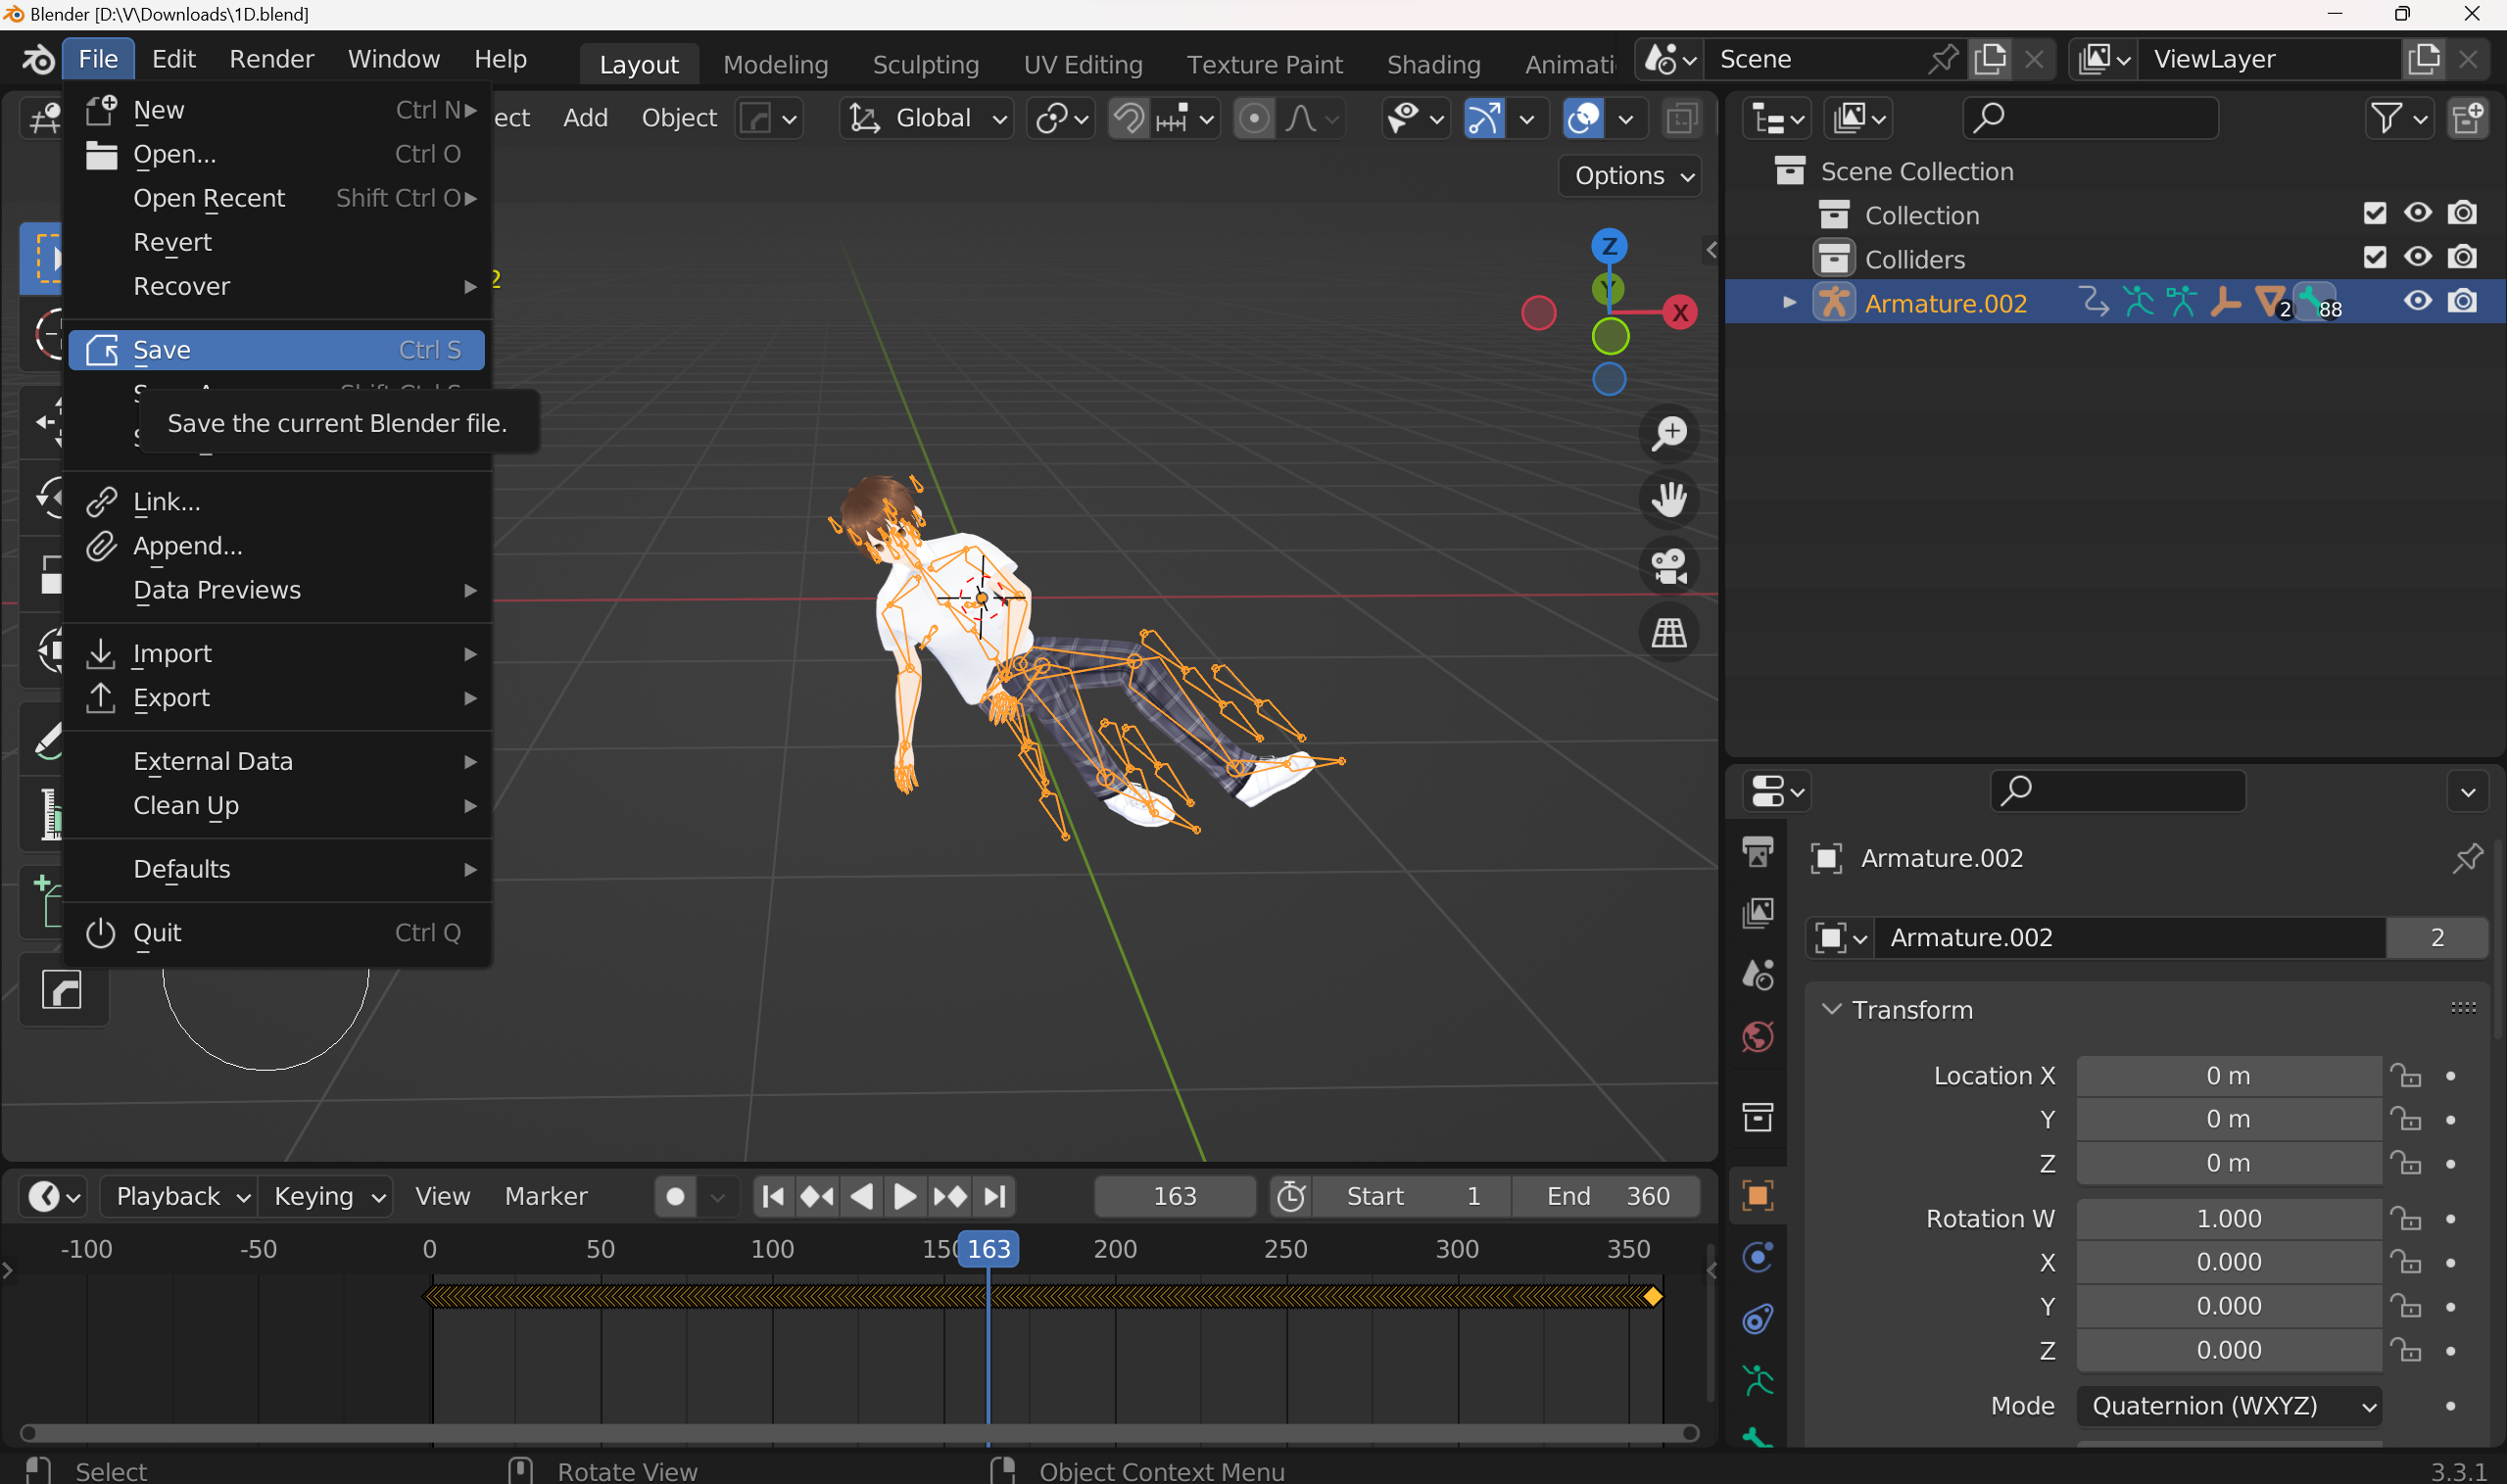 Blender [D:\V\Downloads\1D.blend]
File Edit Render Window Help Layout Modeling Sculpting UV Editing Texture Paint Shading Animati Scene ViewLayer
ect Add Object Global
Options
New Ctrl N
Open... Ctrl O
Open Recent Shift Ctrl O
Revert
Recover
2
Save Ctrl S
Save the current Blender file.
Link...
Append...
Data Previews
Import
Export
External Data
Clean Up
Defaults
Quit Ctrl Q
Z
Y
X
Scene Collection
Collection
Colliders
Armature.002 2 88
Armature.002
Armature.002 2
Transform
Location X 0 m
Y 0 m
Z 0 m
Rotation W 1.000
X 0.000
Y 0.000
Z 0.000
Mode Quaternion (WXYZ)
Playback Keying View Marker 163 Start 1 End 360
-100 -50 0 50 100 150 163 200 250 300 350
Select Rotate View Object Context Menu 3.3.1